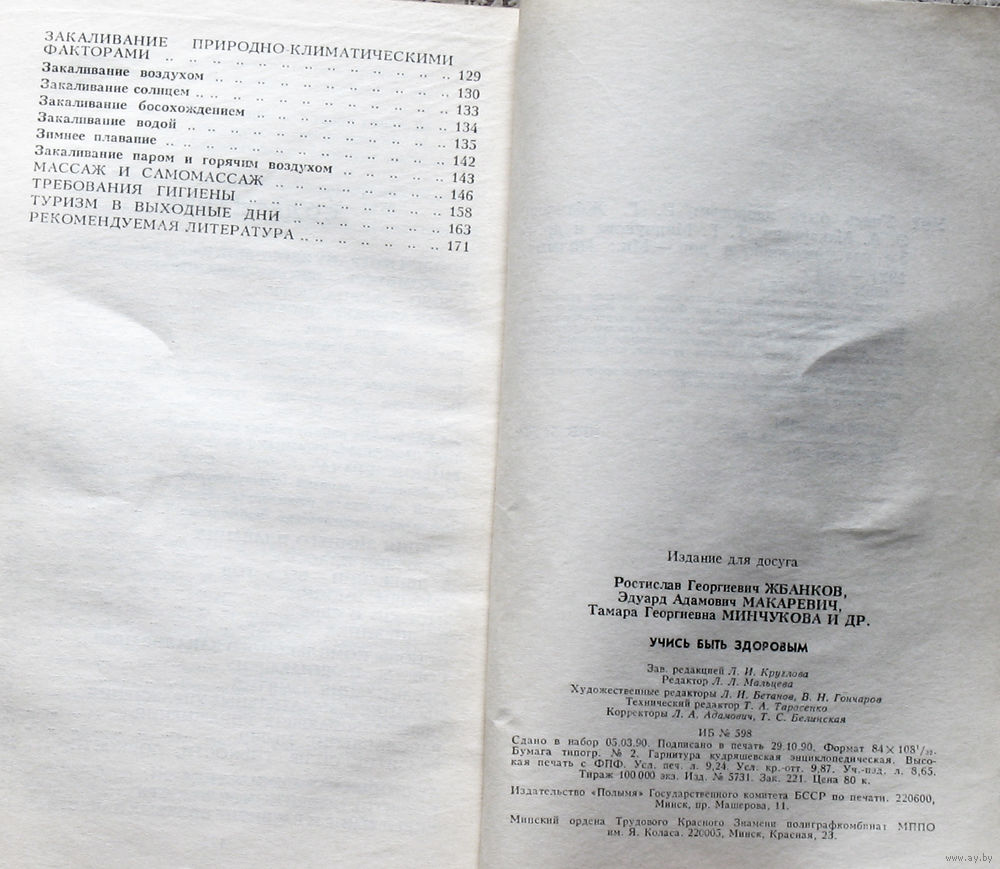 ЗАКАЛИВАНИЕ ПРИРОДНО-КЛИМАТИЧЕСКИМИ
ФАКТОРАМИ .. .. .. .. .. .. .. .. .. .. .. .. 129
Закаливание воздухом .. .. .. .. .. .. .. .. .. .. 130
Закаливание солнцем .. .. .. .. .. .. .. .. .. .. 133
Закаливание босохождением .. .. .. .. .. .. .. .. 134
Закаливание водой .. .. .. .. .. .. .. .. .. .. 135
Зимнее плавание .. .. .. .. .. .. .. .. .. .. .. 142
Закаливание паром и горячим воздухом .. .. .. .. 143
МАССАЖ И САМОМАССАЖ .. .. .. .. .. .. .. 146
ТРЕБОВАНИЯ ГИГИЕНЫ .. .. .. .. .. .. .. .. 158
ТУРИЗМ В ВЫХОДНЫЕ ДНИ .. .. .. .. .. .. 163
РЕКОМЕНДУЕМАЯ ЛИТЕРАТУРА .. .. .. .. .. .. 171
Издание для досуга
Ростислав Георгиевич ЖБАНКОВ,
Эдуард Адамович МАКАРЕВИЧ,
Тамара Георгиевна МИНЧУКОВА И ДР.
УЧИСЬ БЫТЬ ЗДОРОВЫМ
Зав. редакцией Л. И. Круглова
Редактор Л. Л. Мальцева
Художественные редакторы Л. И. Бетанов, В. Н. Гончаров
Технический редактор Т. А. Тарасенко
Корректоры Л. А. Адамович, Т. С. Белинская
ИБ № 598
Сдано в набор 05.03.90. Подписано в печать 29.10.90. Формат 84×108¹/₃₂.
Бумага типогр. № 2. Гарнитура кудряшевская энциклопедическая. Высо-
кая печать с ФПФ. Усл. печ. л. 9,24. Усл. кр.-отт. 9,87. Уч.-изд. л. 8,65.
Тираж 100 000 экз. Изд. № 5731. Зак. 221. Цена 80 к.
Издательство «Полымя» Государственного комитета БССР по печати. 220600,
Минск, пр. Машерова, 11.
Минский ордена Трудового Красного Знамени полиграфкомбинат МППО
им. Я. Коласа. 220005, Минск, Красная, 23.
www.ay.by